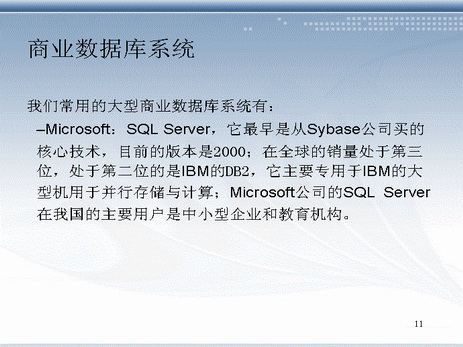 商业数据库系统
我们常用的大型商业数据库系统有：
–Microsoft：SQL Server，它最早是从Sybase公司买的
核心技术，目前的版本是2000；在全球的销量处于第三
位，处于第二位的是IBM的DB2，它主要专用于IBM的大
型机用于并行存储与计算；Microsoft公司的SQL Server
在我国的主要用户是中小型企业和教育机构。
11